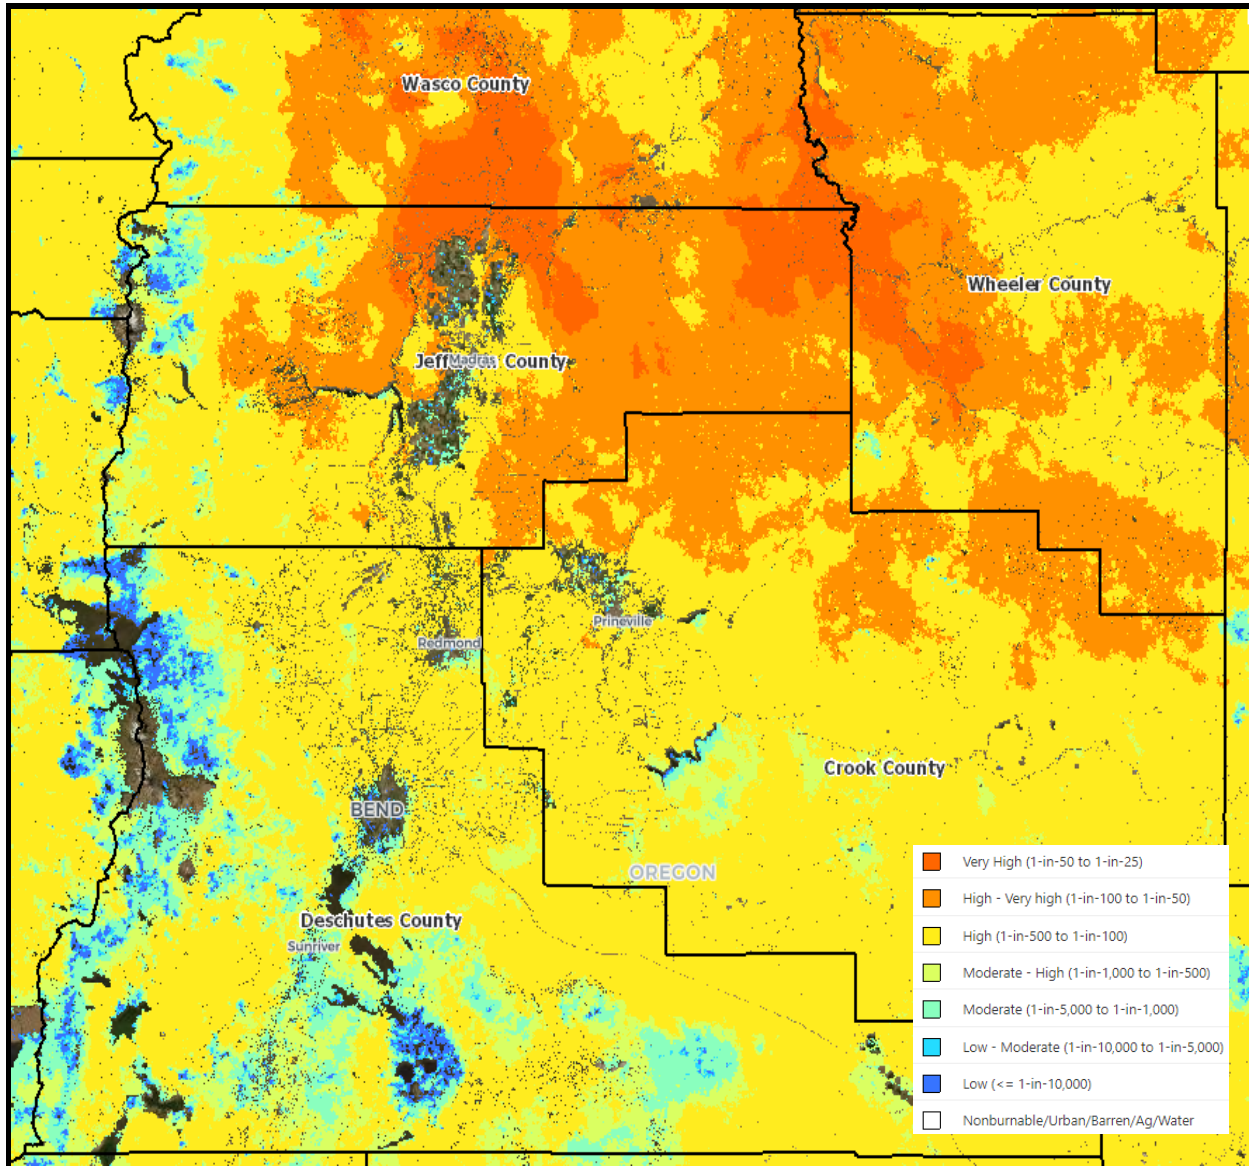 Wasco County
Wheeler County
Jeff
Madras
County
Prineville
Redmond
Crook County
BEND
OREGON
Deschutes County
Sunriver
Very High (1-in-50 to 1-in-25)
High - Very high (1-in-100 to 1-in-50)
High (1-in-500 to 1-in-100)
Moderate - High (1-in-1,000 to 1-in-500)
Moderate (1-in-5,000 to 1-in-1,000)
Low - Moderate (1-in-10,000 to 1-in-5,000)
Low (<= 1-in-10,000)
Nonburnable/Urban/Barren/Ag/Water